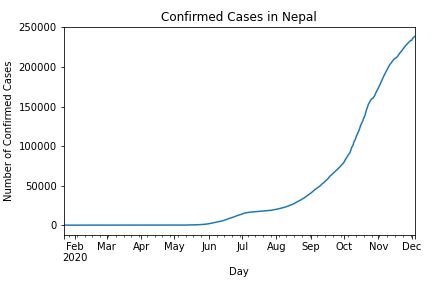 Confirmed Cases in Nepal
Number of Confirmed Cases
250000
200000
150000
100000
50000
0
Feb Mar Apr May Jun Jul Aug Sep Oct Nov Dec
2020
Day